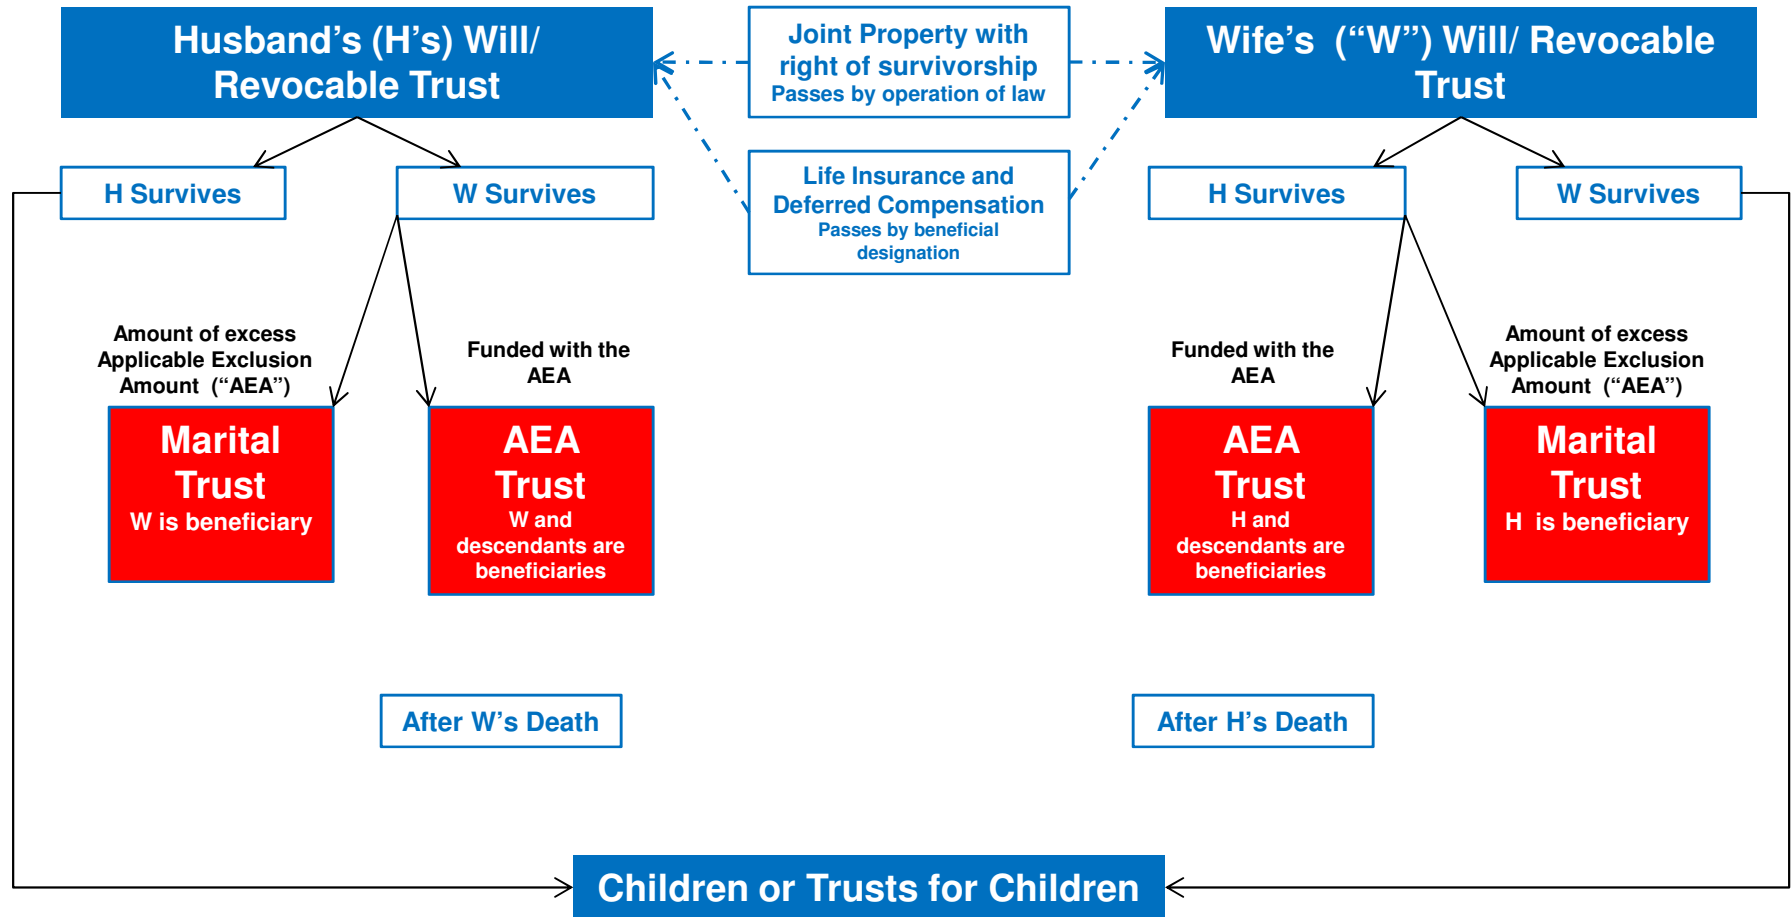 Husband's (H's) Will/
Revocable Trust
Joint Property with
right of survivorship
Passes by operation of law
Wife's (“W”) Will/ Revocable
Trust
H Survives
W Survives
Life Insurance and
Deferred Compensation
Passes by beneficial
designation
H Survives
W Survives
Amount of excess
Applicable Exclusion
Amount (“AEA”)
Funded with the
AEA
Funded with the
AEA
Amount of excess
Applicable Exclusion
Amount (“AEA”)
Marital
Trust
W is beneficiary
AEA
Trust
W and
descendants are
beneficiaries
AEA
Trust
H and
descendants are
beneficiaries
Marital
Trust
H is beneficiary
After W’s Death
After H’s Death
Children or Trusts for Children